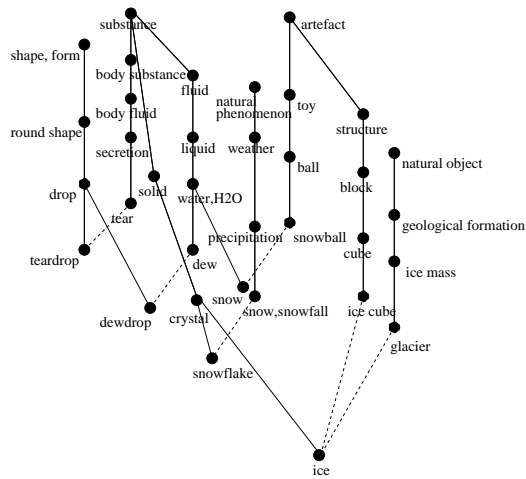 substance
artefact
shape, form
body substance
fluid
natural
phenomenon
toy
body fluid
structure
round shape
secretion
liquid
weather
ball
natural object
drop
solid
water,H2O
block
tear
precipitation
snowball
geological formation
teardrop
dew
cube
ice mass
dewdrop
crystal
snow
snow,snowfall
ice cube
glacier
snowflake
ice